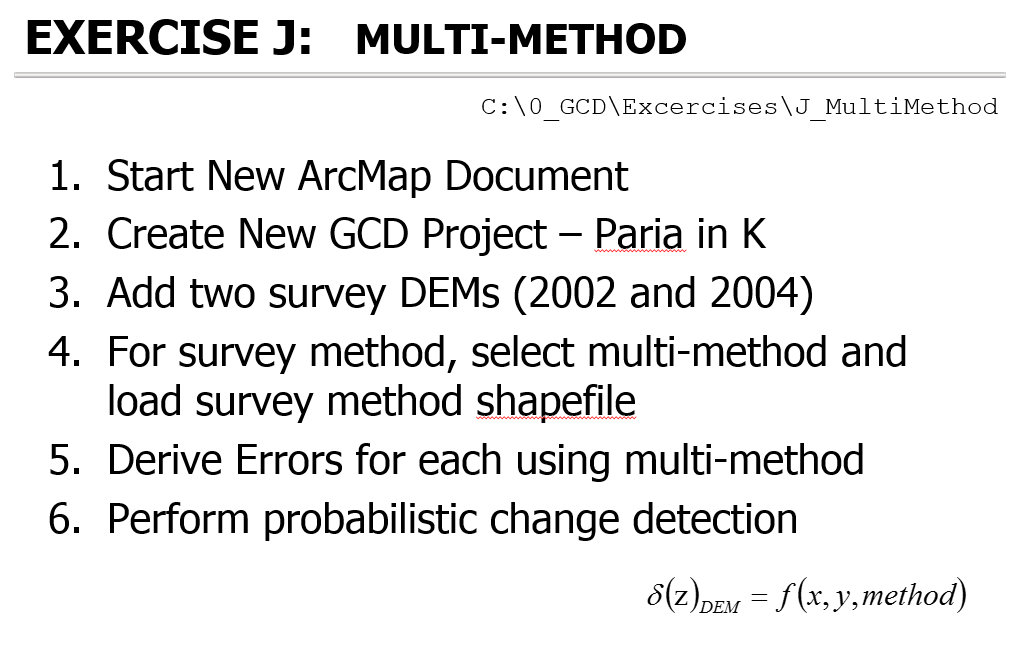 EXERCISE J: MULTI-METHOD
C:\0_GCD\Excercises\J_MultiMethod
1. Start New ArcMap Document
2. Create New GCD Project – Paria in K
3. Add two survey DEMs (2002 and 2004)
4. For survey method, select multi-method and
load survey method shapefile
5. Derive Errors for each using multi-method
6. Perform probabilistic change detection
δ(z)DEM = f(x, y, method)